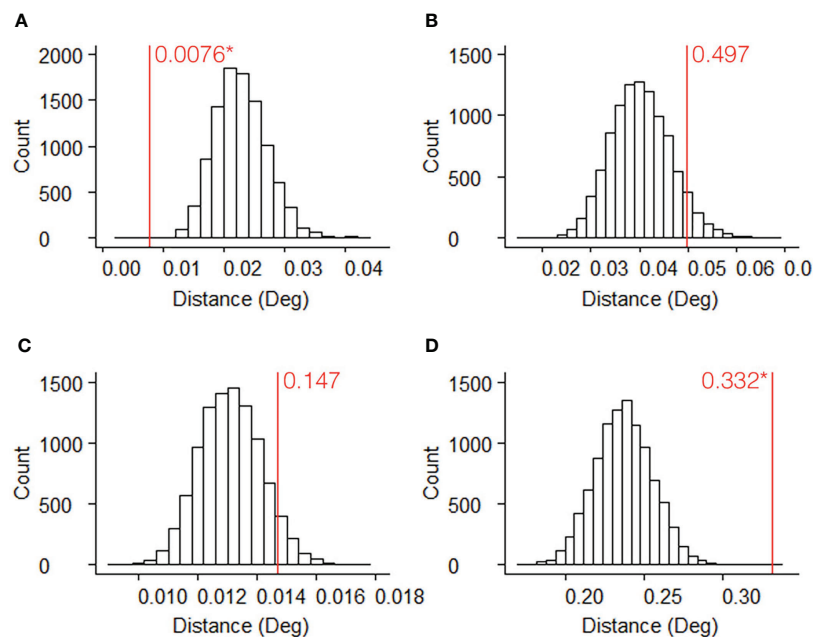 A
0.0076*
2000
1500
1000
500
0
Count
0.00 0.01 0.02 0.03 0.04
Distance (Deg)
B
0.497
1500
1000
500
0
Count
0.02 0.03 0.04 0.05 0.06 0.0
Distance (Deg)
C
0.147
1500
1000
500
0
Count
0.010 0.012 0.014 0.016 0.018
Distance (Deg)
D
0.332*
1500
1000
500
0
Count
0.20 0.25 0.30
Distance (Deg)